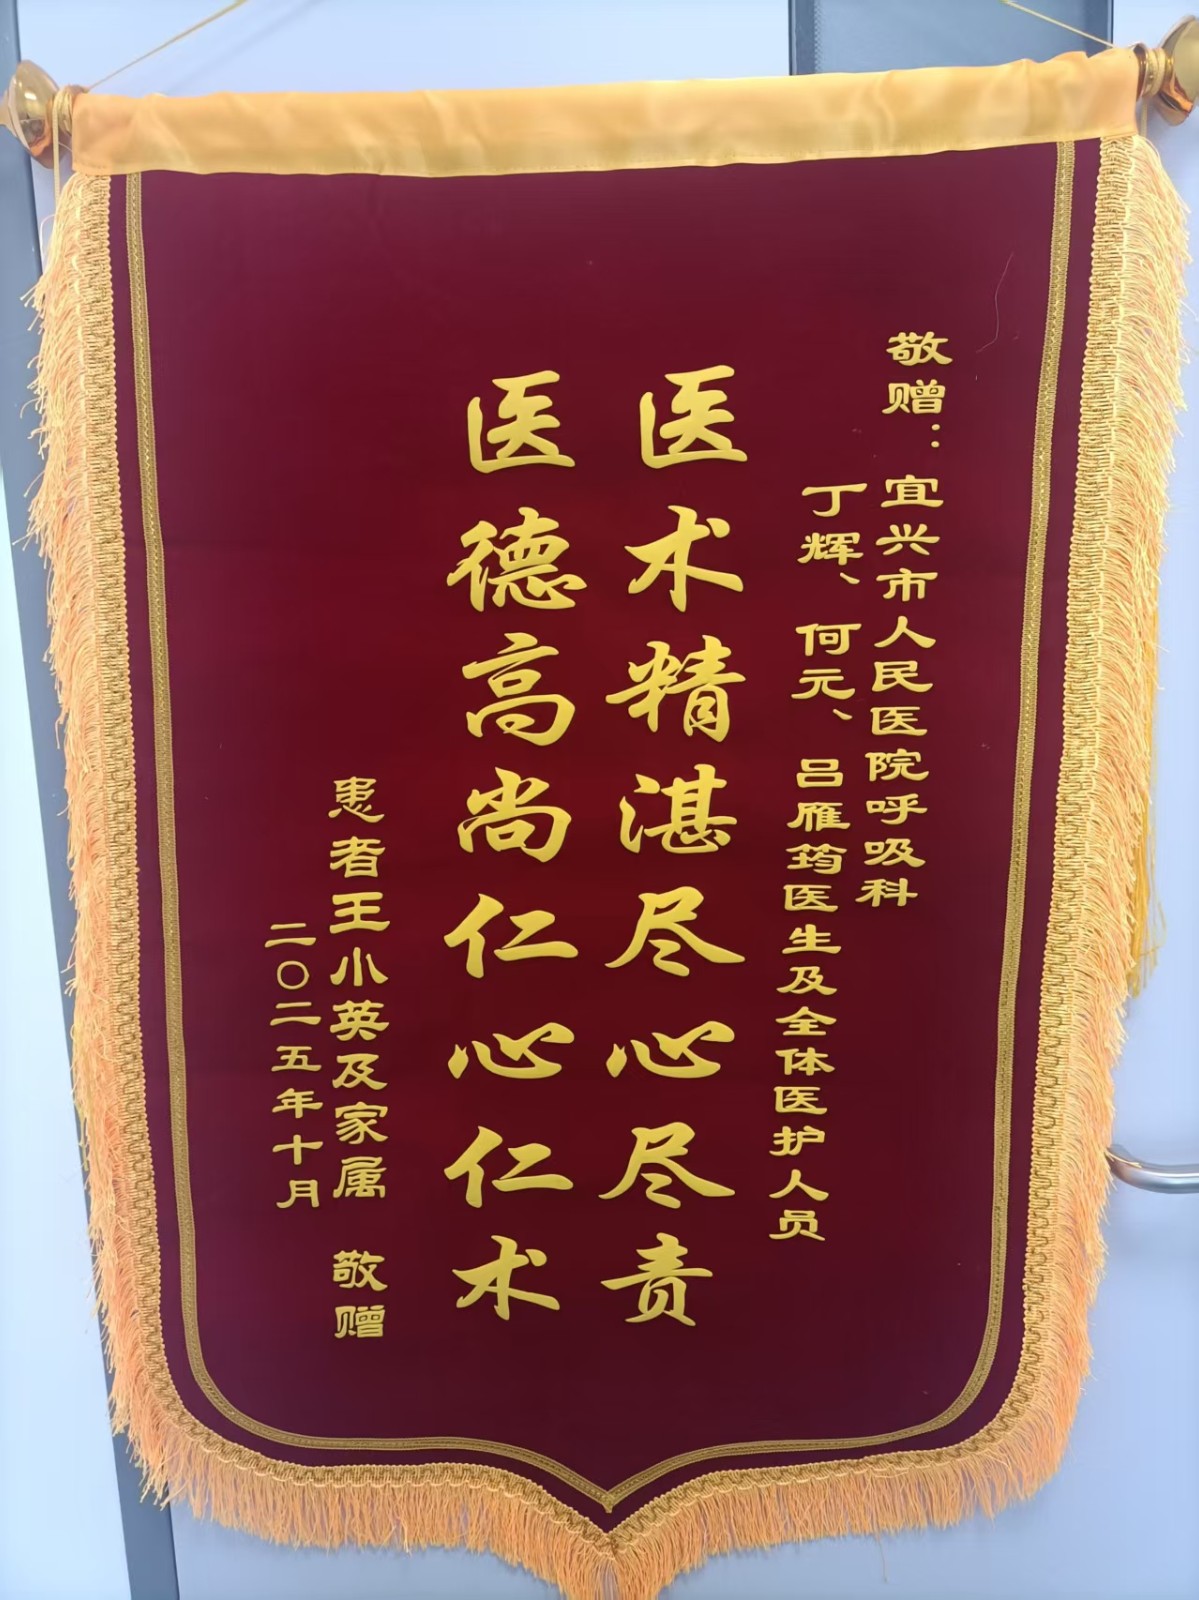 敬赠：宜兴市人民医院呼吸科
丁辉、何元、吕雁筠医生及全体医护人员
医术精湛尽心尽责
医德高尚仁心仁术
患者王小英及家属 敬赠
二〇二五年十月